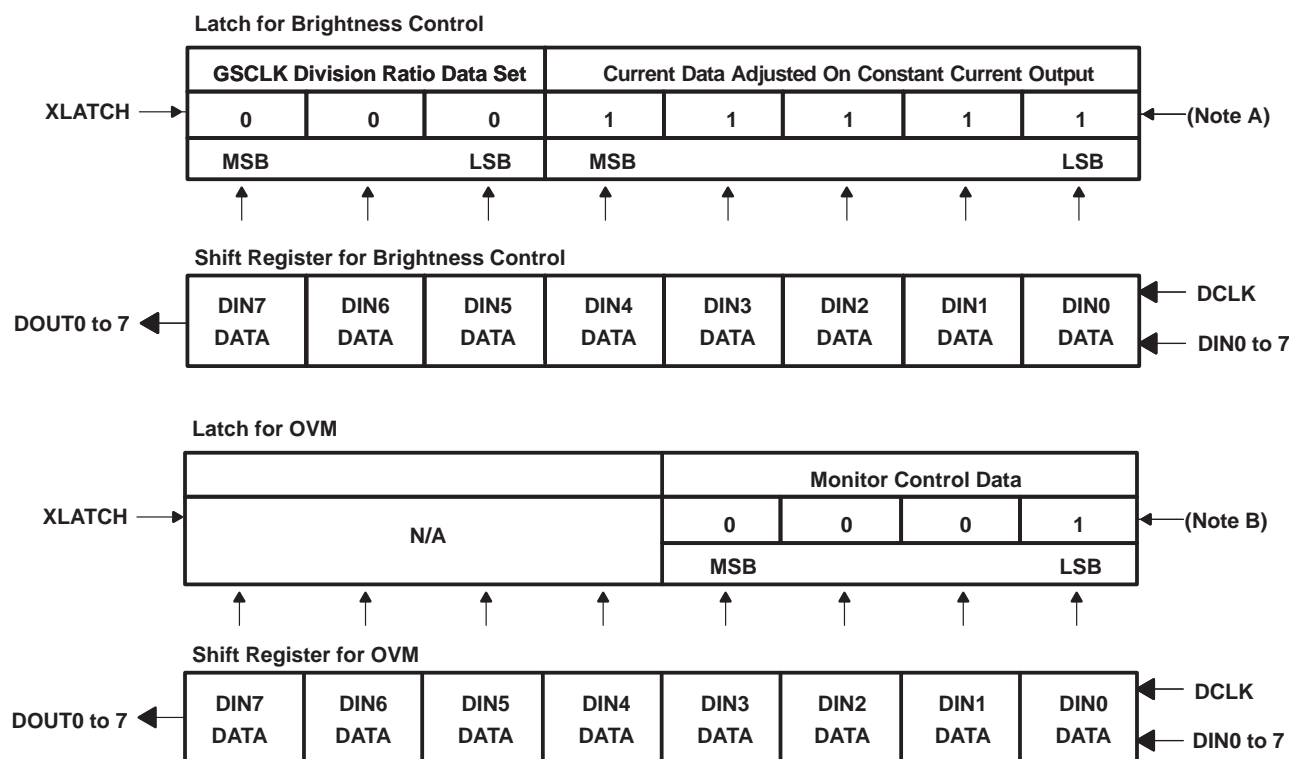 Latch for Brightness Control
GSCLK Division Ratio Data Set Current Data Adjusted On Constant Current Output
XLATCH 0 0 0 1 1 1 1 1 (Note A)
MSB LSB MSB LSB
Shift Register for Brightness Control
DIN7 DIN6 DIN5 DIN4 DIN3 DIN2 DIN1 DIN0 DCLK
DOUT0 to 7
DATA DATA DATA DATA DATA DATA DATA DATA DIN0 to 7
Latch for OVM
Monitor Control Data
XLATCH N/A 0 0 0 1 (Note B)
MSB LSB
Shift Register for OVM
DIN7 DIN6 DIN5 DIN4 DIN3 DIN2 DIN1 DIN0 DCLK
DOUT0 to 7
DATA DATA DATA DATA DATA DATA DATA DATA DIN0 to 7